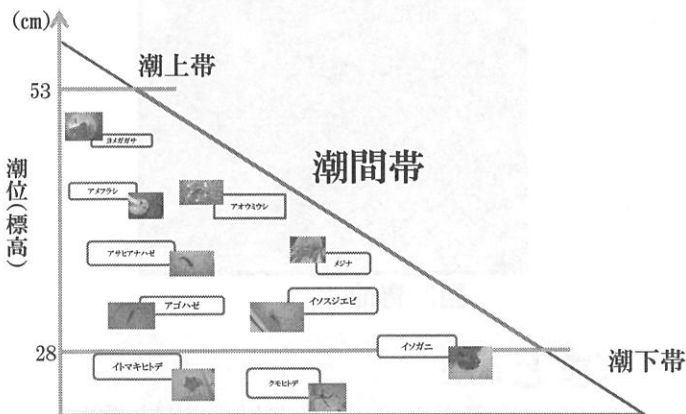 (cm)
潮上帯
53
潮間帯
ヨメガガサ
アメフラシ
アオウミウシ
潮位(標高)
アサヒアナハゼ
メジナ
アゴハゼ
イソスジエビ
イソガニ
28
潮下帯
イトマキヒトデ
クモヒトデ